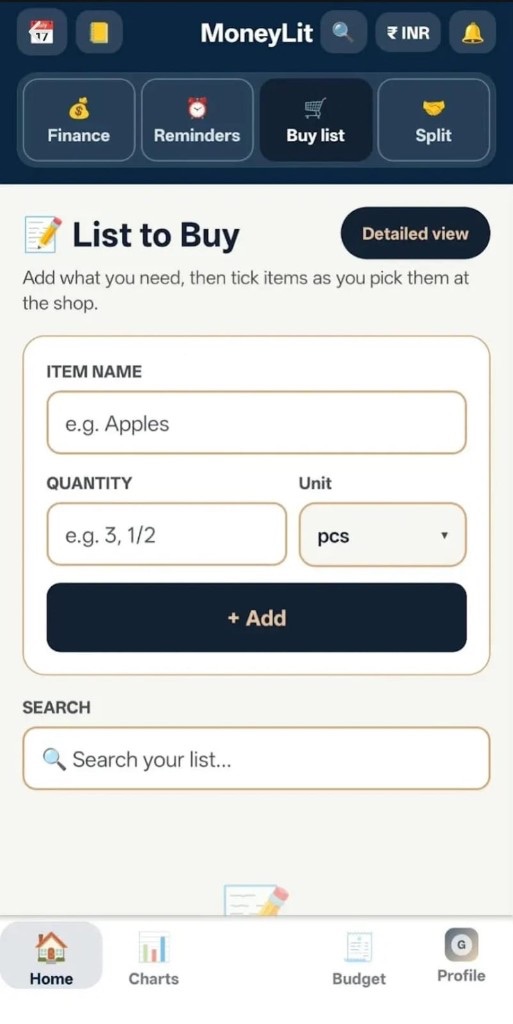 17
MoneyLit
₹ INR
Finance
Reminders
Buy list
Split
List to Buy
Detailed view
Add what you need, then tick items as you pick them at
the shop.
ITEM NAME
e.g. Apples
QUANTITY
Unit
e.g. 3, 1/2
pcs
+ Add
SEARCH
Search your list...
Home
Charts
Budget
G
Profile